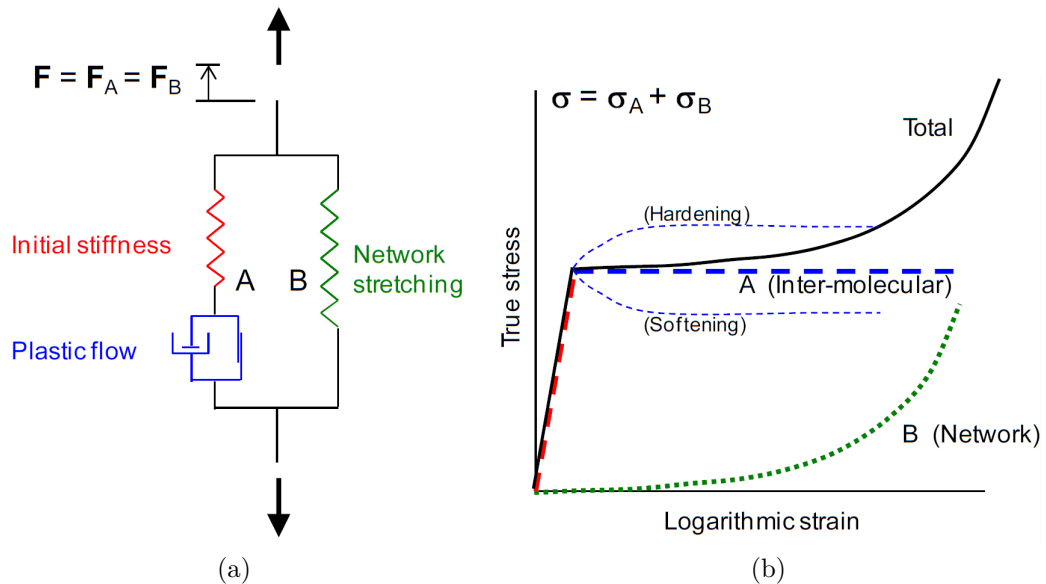 F = F_A = F_B
Initial stiffness
A
B
Network
stretching
Plastic flow
(a)
σ = σ_A + σ_B
Total
(Hardening)
A (Inter-molecular)
(Softening)
B (Network)
True stress
Logarithmic strain
(b)